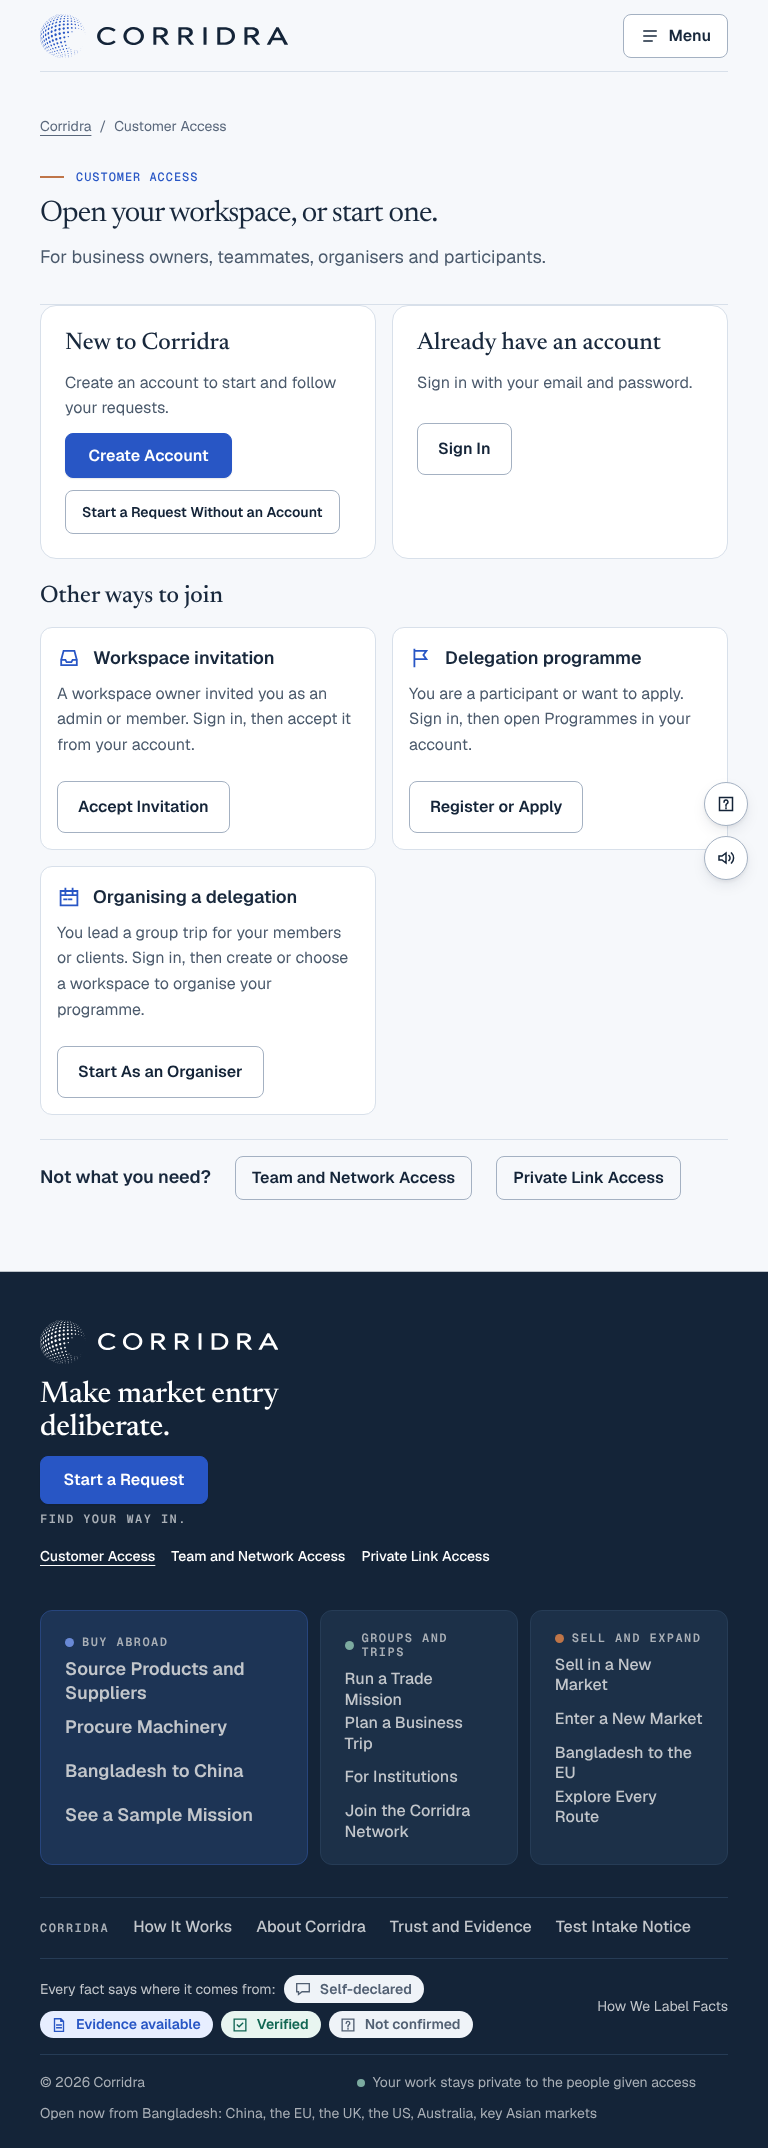 CORRIDRA
Menu
Corridra / Customer Access
CUSTOMER ACCESS
Open your workspace, or start one.
For business owners, teammates, organisers and participants.
New to Corridra
Create an account to start and follow
your requests.
Create Account
Start a Request Without an Account
Already have an account
Sign in with your email and password.
Sign In
Other ways to join
Workspace invitation
A workspace owner invited you as an
admin or member. Sign in, then accept it
from your account.
Accept Invitation
Delegation programme
You are a participant or want to apply.
Sign in, then open Programmes in your
account.
Register or Apply
Organising a delegation
You lead a group trip for your members
or clients. Sign in, then create or choose
a workspace to organise your
programme.
Start As an Organiser
Not what you need?
Team and Network Access
Private Link Access
CORRIDRA
Make market entry
deliberate.
Start a Request
FIND YOUR WAY IN.
Customer Access
Team and Network Access
Private Link Access
BUY ABROAD
Source Products and
Suppliers
Procure Machinery
Bangladesh to China
See a Sample Mission
GROUPS AND
TRIPS
Run a Trade
Mission
Plan a Business
Trip
For Institutions
Join the Corridra
Network
SELL AND EXPAND
Sell in a New
Market
Enter a New Market
Bangladesh to the
EU
Explore Every
Route
CORRIDRA
How It Works
About Corridra
Trust and Evidence
Test Intake Notice
Every fact says where it comes from:
Self-declared
Evidence available
Verified
Not confirmed
How We Label Facts
© 2026 Corridra
Your work stays private to the people given access
Open now from Bangladesh: China, the EU, the UK, the US, Australia, key Asian markets